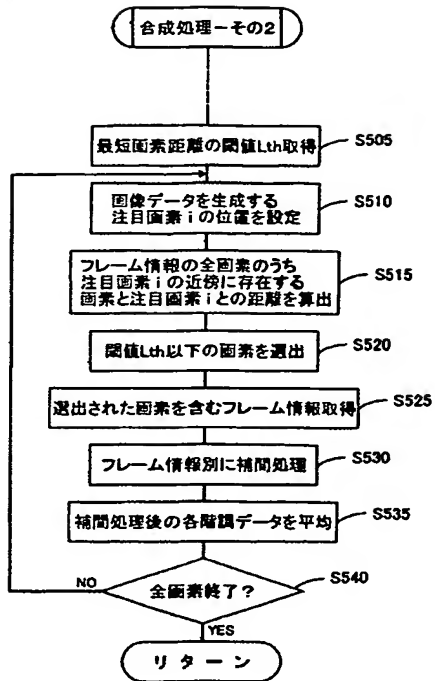 合成処理－その2
最短画素距離の閾値Lth取得
S505
画像データを生成する
注目画素iの位置を設定
S510
フレーム情報の全画素のうち
注目画素iの近傍に存在する
画素と注目画素iとの距離を算出
S515
閾値Lth以下の画素を選出
S520
選出された画素を含むフレーム情報取得
S525
フレーム情報別に補間処理
S530
補間処理後の各階調データを平均
S535
全画素終了?
S540
NO
YES
リターン